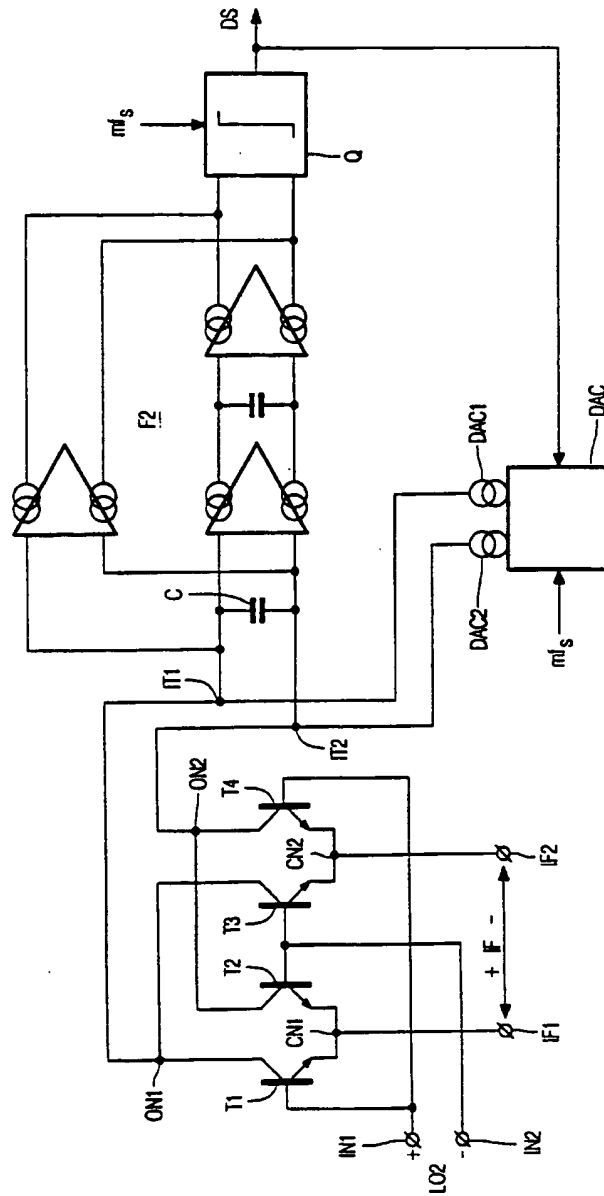 DS
mfs
Q
F2
DAC1
DAC
DAC2
mfs
C
IT1
IT2
ON2
T4
CN2
T3
T2
CN1
T1
ON1
IF2
+ IF -
IF1
IN1
+
LO2
-
IN2